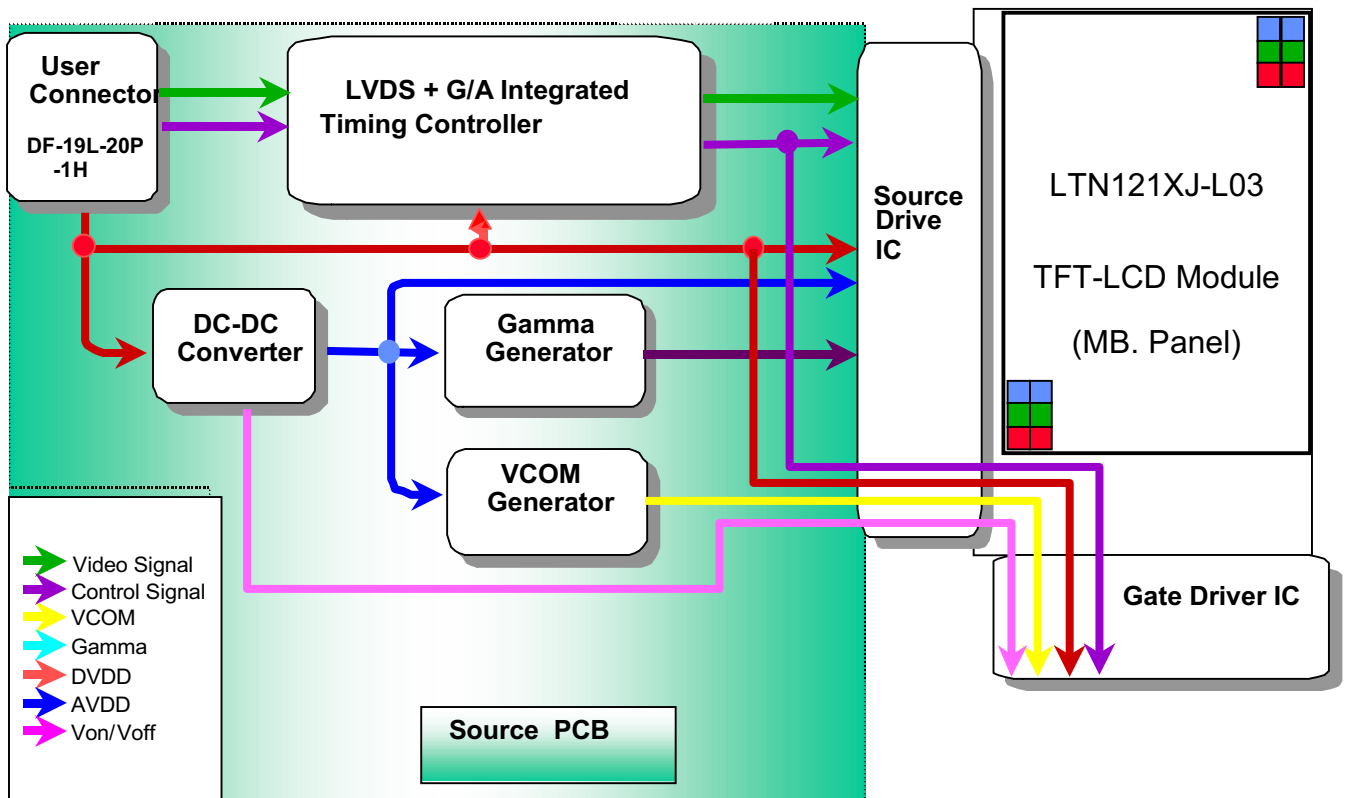 User
Connector
DF-19L-20P
-1H
LVDS + G/A Integrated
Timing Controller
Source
Drive
IC
LTN121XJ-L03
TFT-LCD Module
(MB. Panel)
DC-DC
Converter
Gamma
Generator
VCOM
Generator
Gate Driver IC
Video Signal
Control Signal
VCOM
Gamma
DVDD
AVDD
Von/Voff
Source PCB